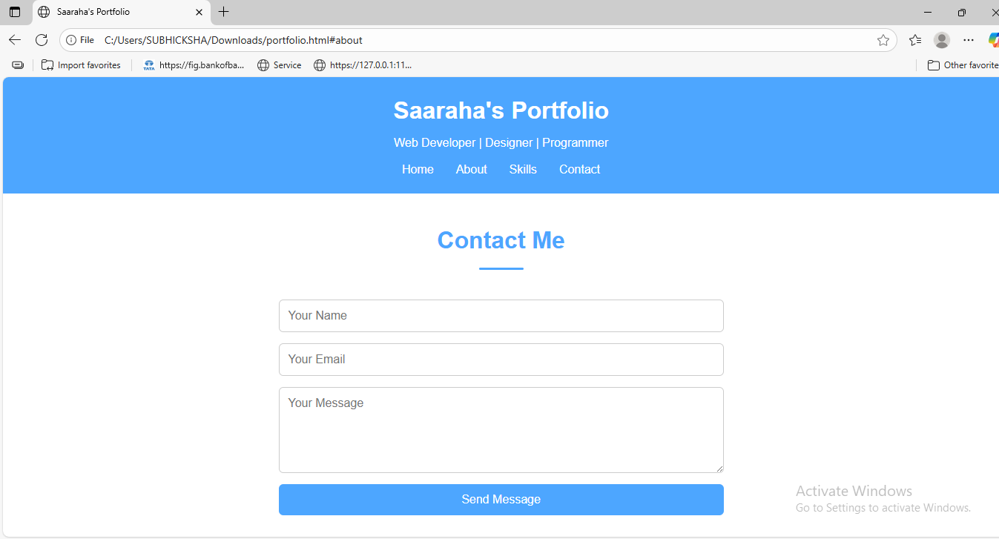 Saaraha's Portfolio
File C:/Users/SUBHICKSHA/Downloads/portfolio.html#about
Import favorites TATA https://fig.bankofba... Service https://127.0.0.1:11... Other favorite
Saaraha's Portfolio
Web Developer | Designer | Programmer
Home About Skills Contact
Contact Me
Your Name
Your Email
Your Message
Send Message
Activate Windows
Go to Settings to activate Windows.